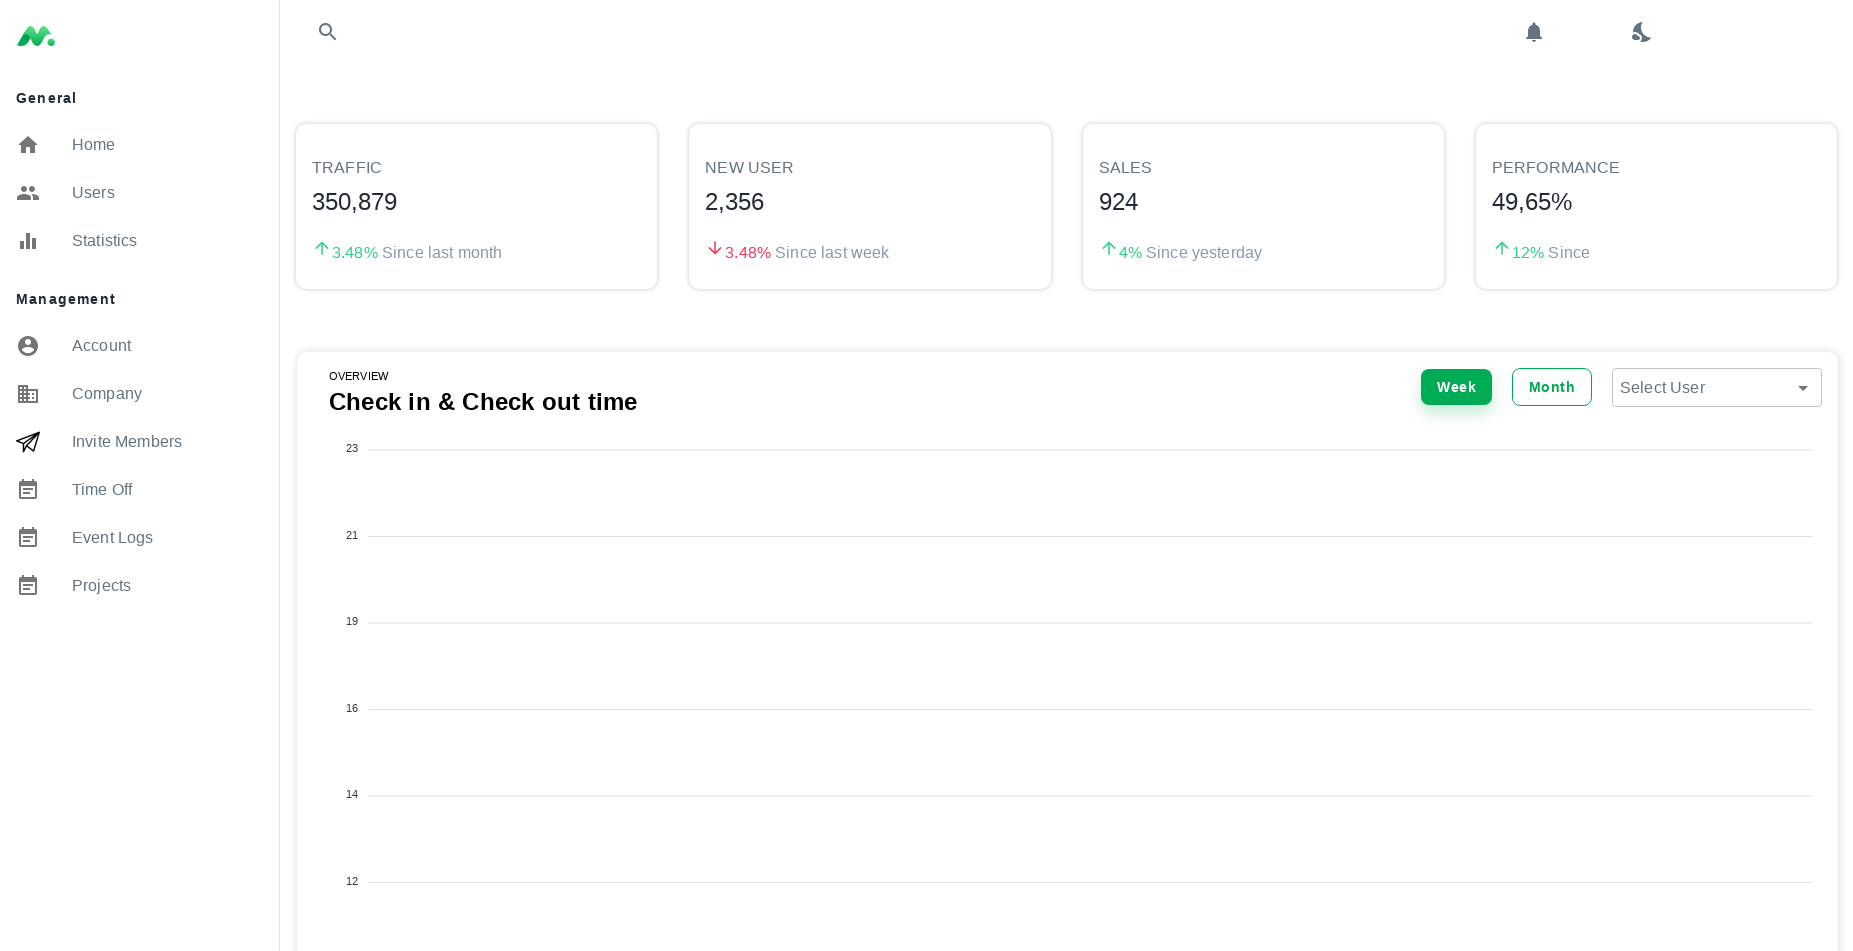 General
Home
Users
Statistics
Management
Account
Company
Invite Members
Time Off
Event Logs
Projects
TRAFFIC
350,879
3.48% Since last month
NEW USER
2,356
3.48% Since last week
SALES
924
4% Since yesterday
PERFORMANCE
49,65%
12% Since
OVERVIEW
Check in & Check out time
Week
Month
Select User
23
21
19
16
14
12